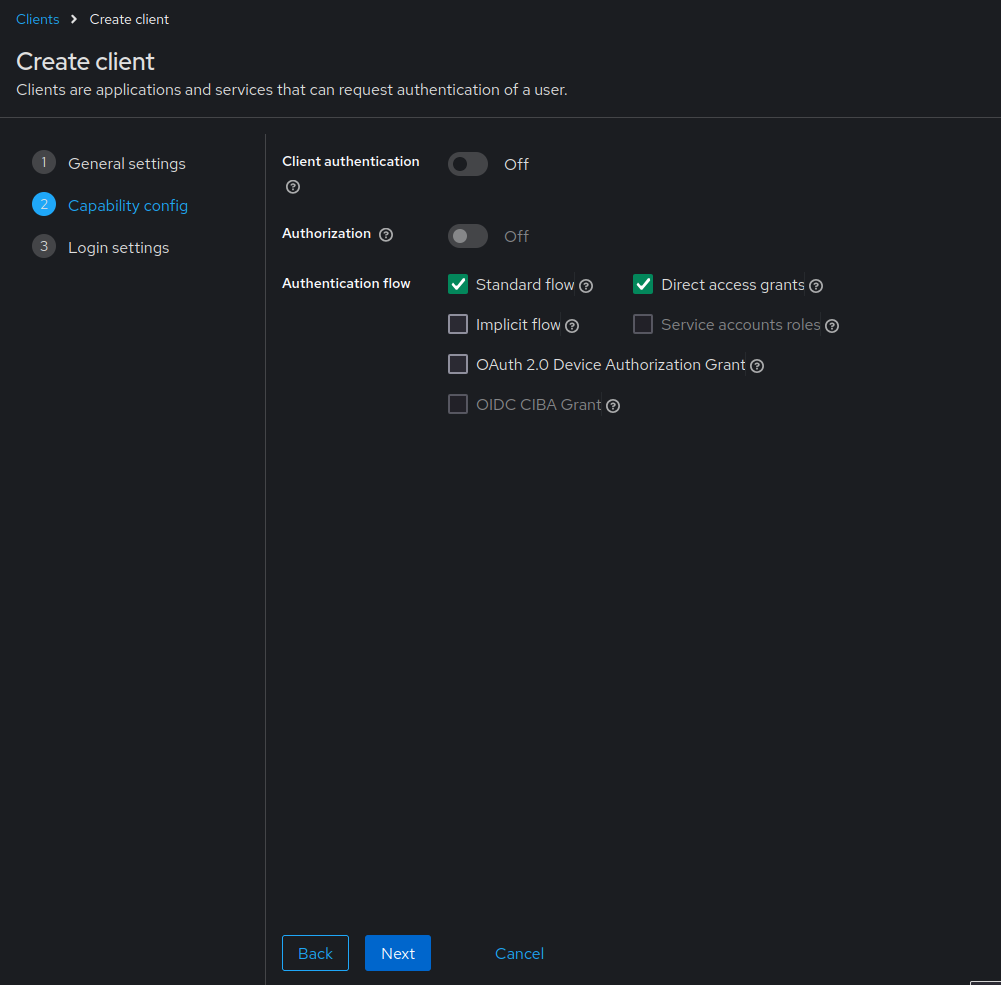 Clients > Create client
Create client
Clients are applications and services that can request authentication of a user.
1 General settings
2 Capability config
3 Login settings
Client authentication
Off
Authorization
Off
Authentication flow
Standard flow
Direct access grants
Implicit flow
Service accounts roles
OAuth 2.0 Device Authorization Grant
OIDC CIBA Grant
Back
Next
Cancel